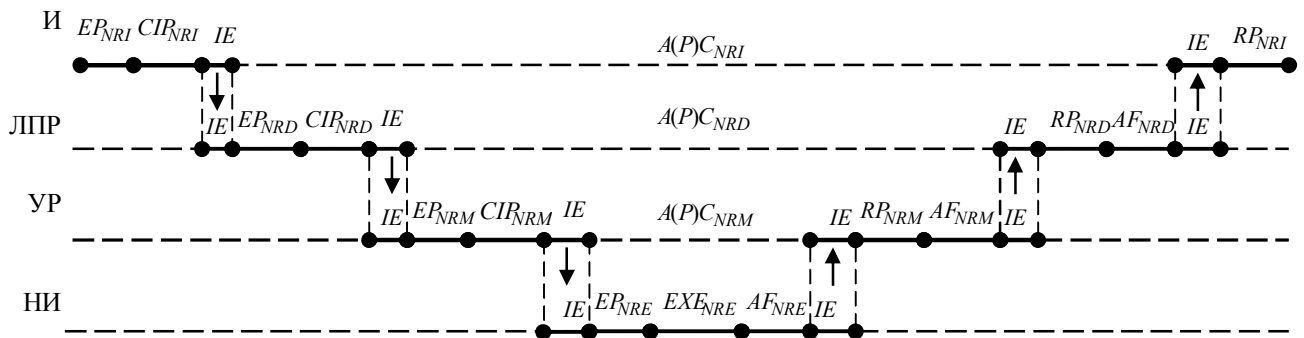 И EP_NRI CIP_NRI IE A(P)C_NRI IE RP_NRI
ЛПР IE EP_NRD CIP_NRD IE A(P)C_NRD IE RP_NRD AF_NRD IE
УР IE EP_NRM CIP_NRM IE A(P)C_NRM IE RP_NRM AF_NRM IE
НИ IE EP_NRE EXE_NRE AF_NRE IE